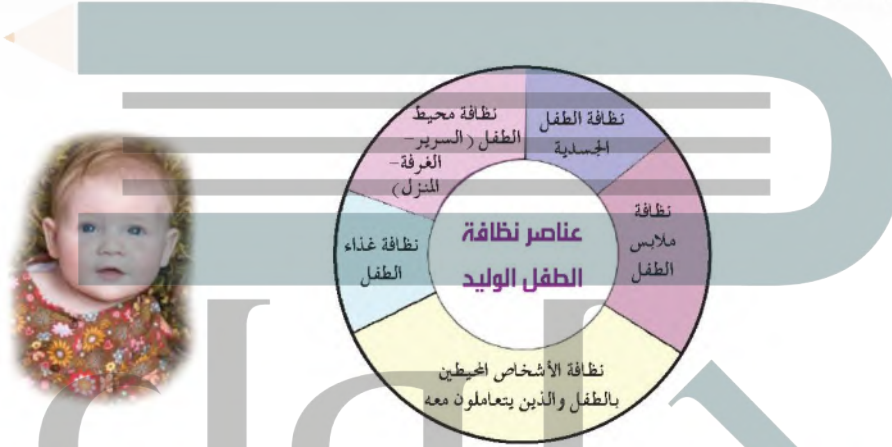 عناصر نظافة
الطفل الوليد
نظافة الطفل
الجسدية
نظافة
ملابس
الطفل
نظافة الأشخاص المحيطين
بالطفل والذين يتعاملون معه
نظافة غذاء
الطفل
نظافة محيط
الطفل (السرير -
الغرفة -
المنزل)